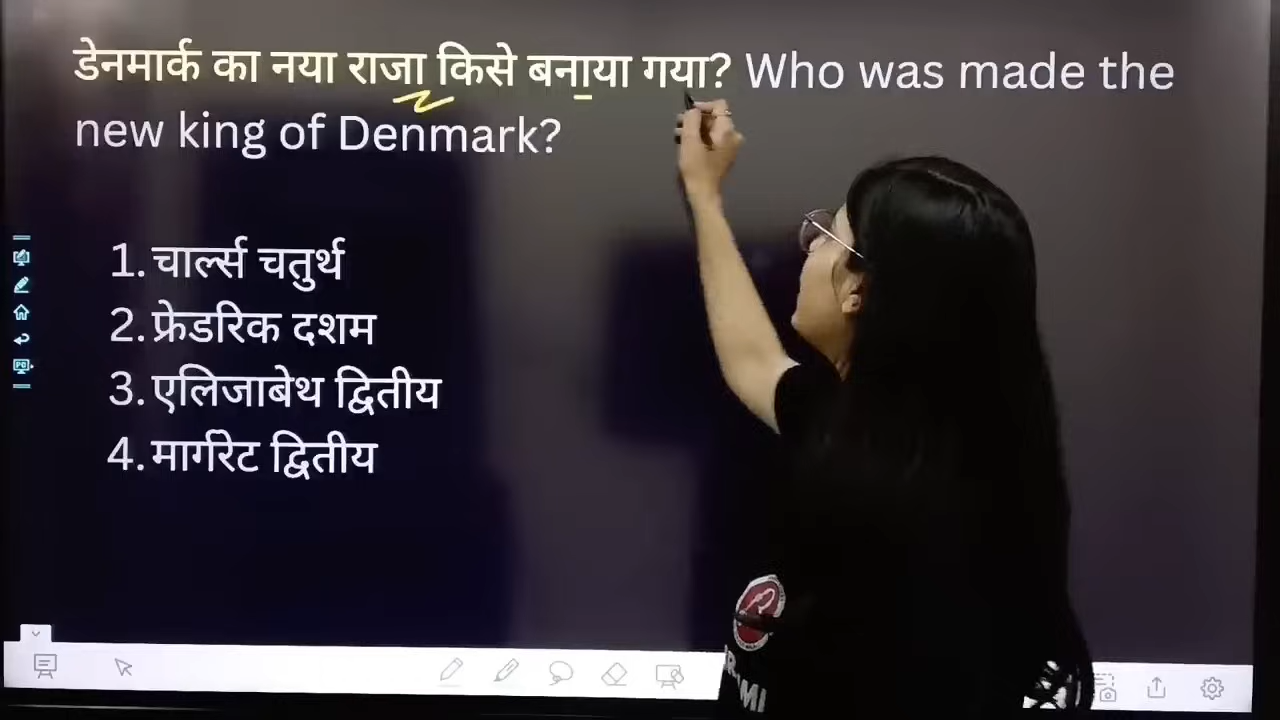 डेनमार्क का नया राजा किसे बनाया गया? Who was made the
new king of Denmark?
1. चार्ल्स चतुर्थ
2. फ्रेडरिक दशम
3. एलिजाबेथ द्वितीय
4. मार्गरेट द्वितीय